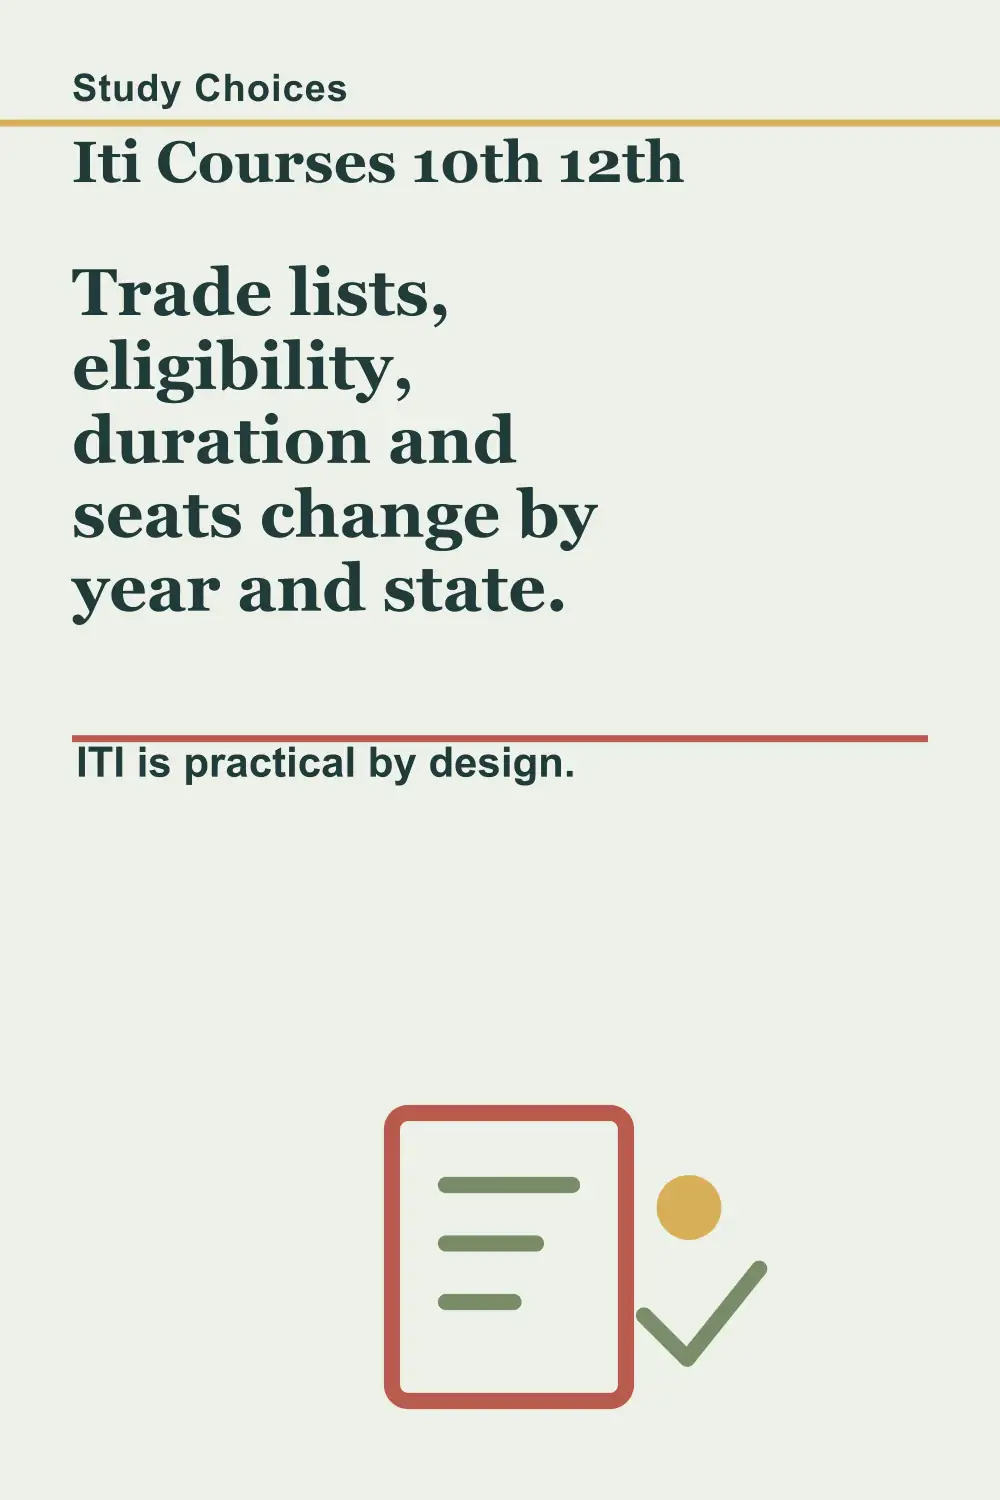 Study Choices
Iti Courses 10th 12th
Trade lists,
eligibility,
duration and
seats change by
year and state.
ITI is practical by design.